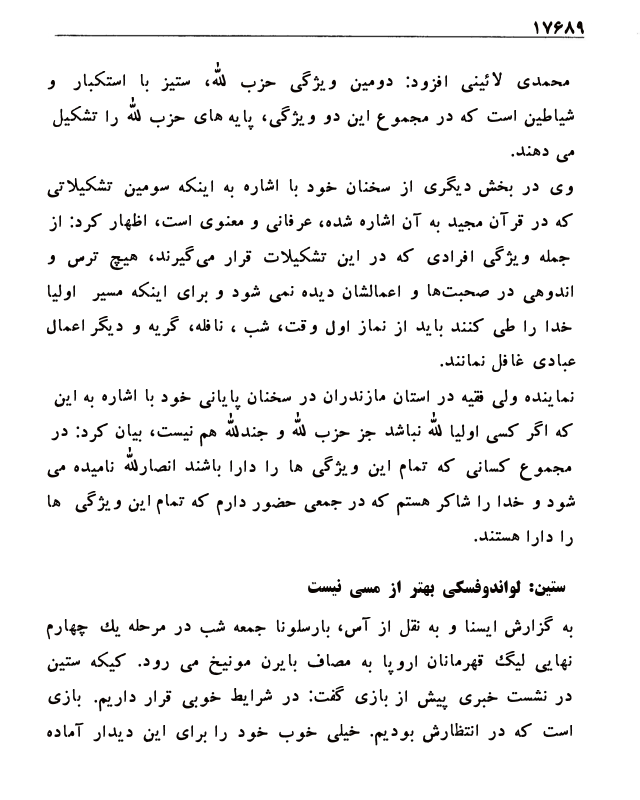 ۱۷۶۸۹
محمدی لائینی افزود: دومین ویژگی حزب لله، ستیز با استکبار و
شیاطین است که در مجموع این دو ویژگی، پایه های حزب لله را تشکیل
می دهند.
وی در بخش دیگری از سخنان خود با اشاره به اینکه سومین تشکیلاتی
که در قرآن مجید به آن اشاره شده، عرفانی و معنوی است، اظهار کرد: از
جمله ویژگی افرادی که در این تشکیلات قرار می‌گیرند، هیچ ترس و
اندوهی در صحبت‌ها و اعمالشان دیده نمی شود و برای اینکه مسیر اولیا
خدا را طی کنند باید از نماز اول وقت، شب ، نافله، گریه و دیگر اعمال
عبادی غافل نمانند.
نماینده ولی فقیه در استان مازندران در سخنان پایانی خود با اشاره به این
که اگر کسی اولیا لله نباشد جز حزب لله و جندلله هم نیست، بیان کرد: در
مجموع کسانی که تمام این ویژگی ها را دارا باشند انصارلله نامیده می
شود و خدا را شاکر هستم که در جمعی حضور دارم که تمام این ویژگی ها
را دارا هستند.
ستین: لواندوفسکی بهتر از مسی نیست
به گزارش ایسنا و به نقل از آس، بارسلونا جمعه شب در مرحله یك چهارم
نهایی لیگ قهرمانان اروپا به مصاف بایرن مونیخ می رود. کیکه ستین
در نشست خبری پیش از بازی گفت: در شرایط خوبی قرار داریم. بازی
است که در انتظارش بودیم. خیلی خوب خود را برای این دیدار آماده